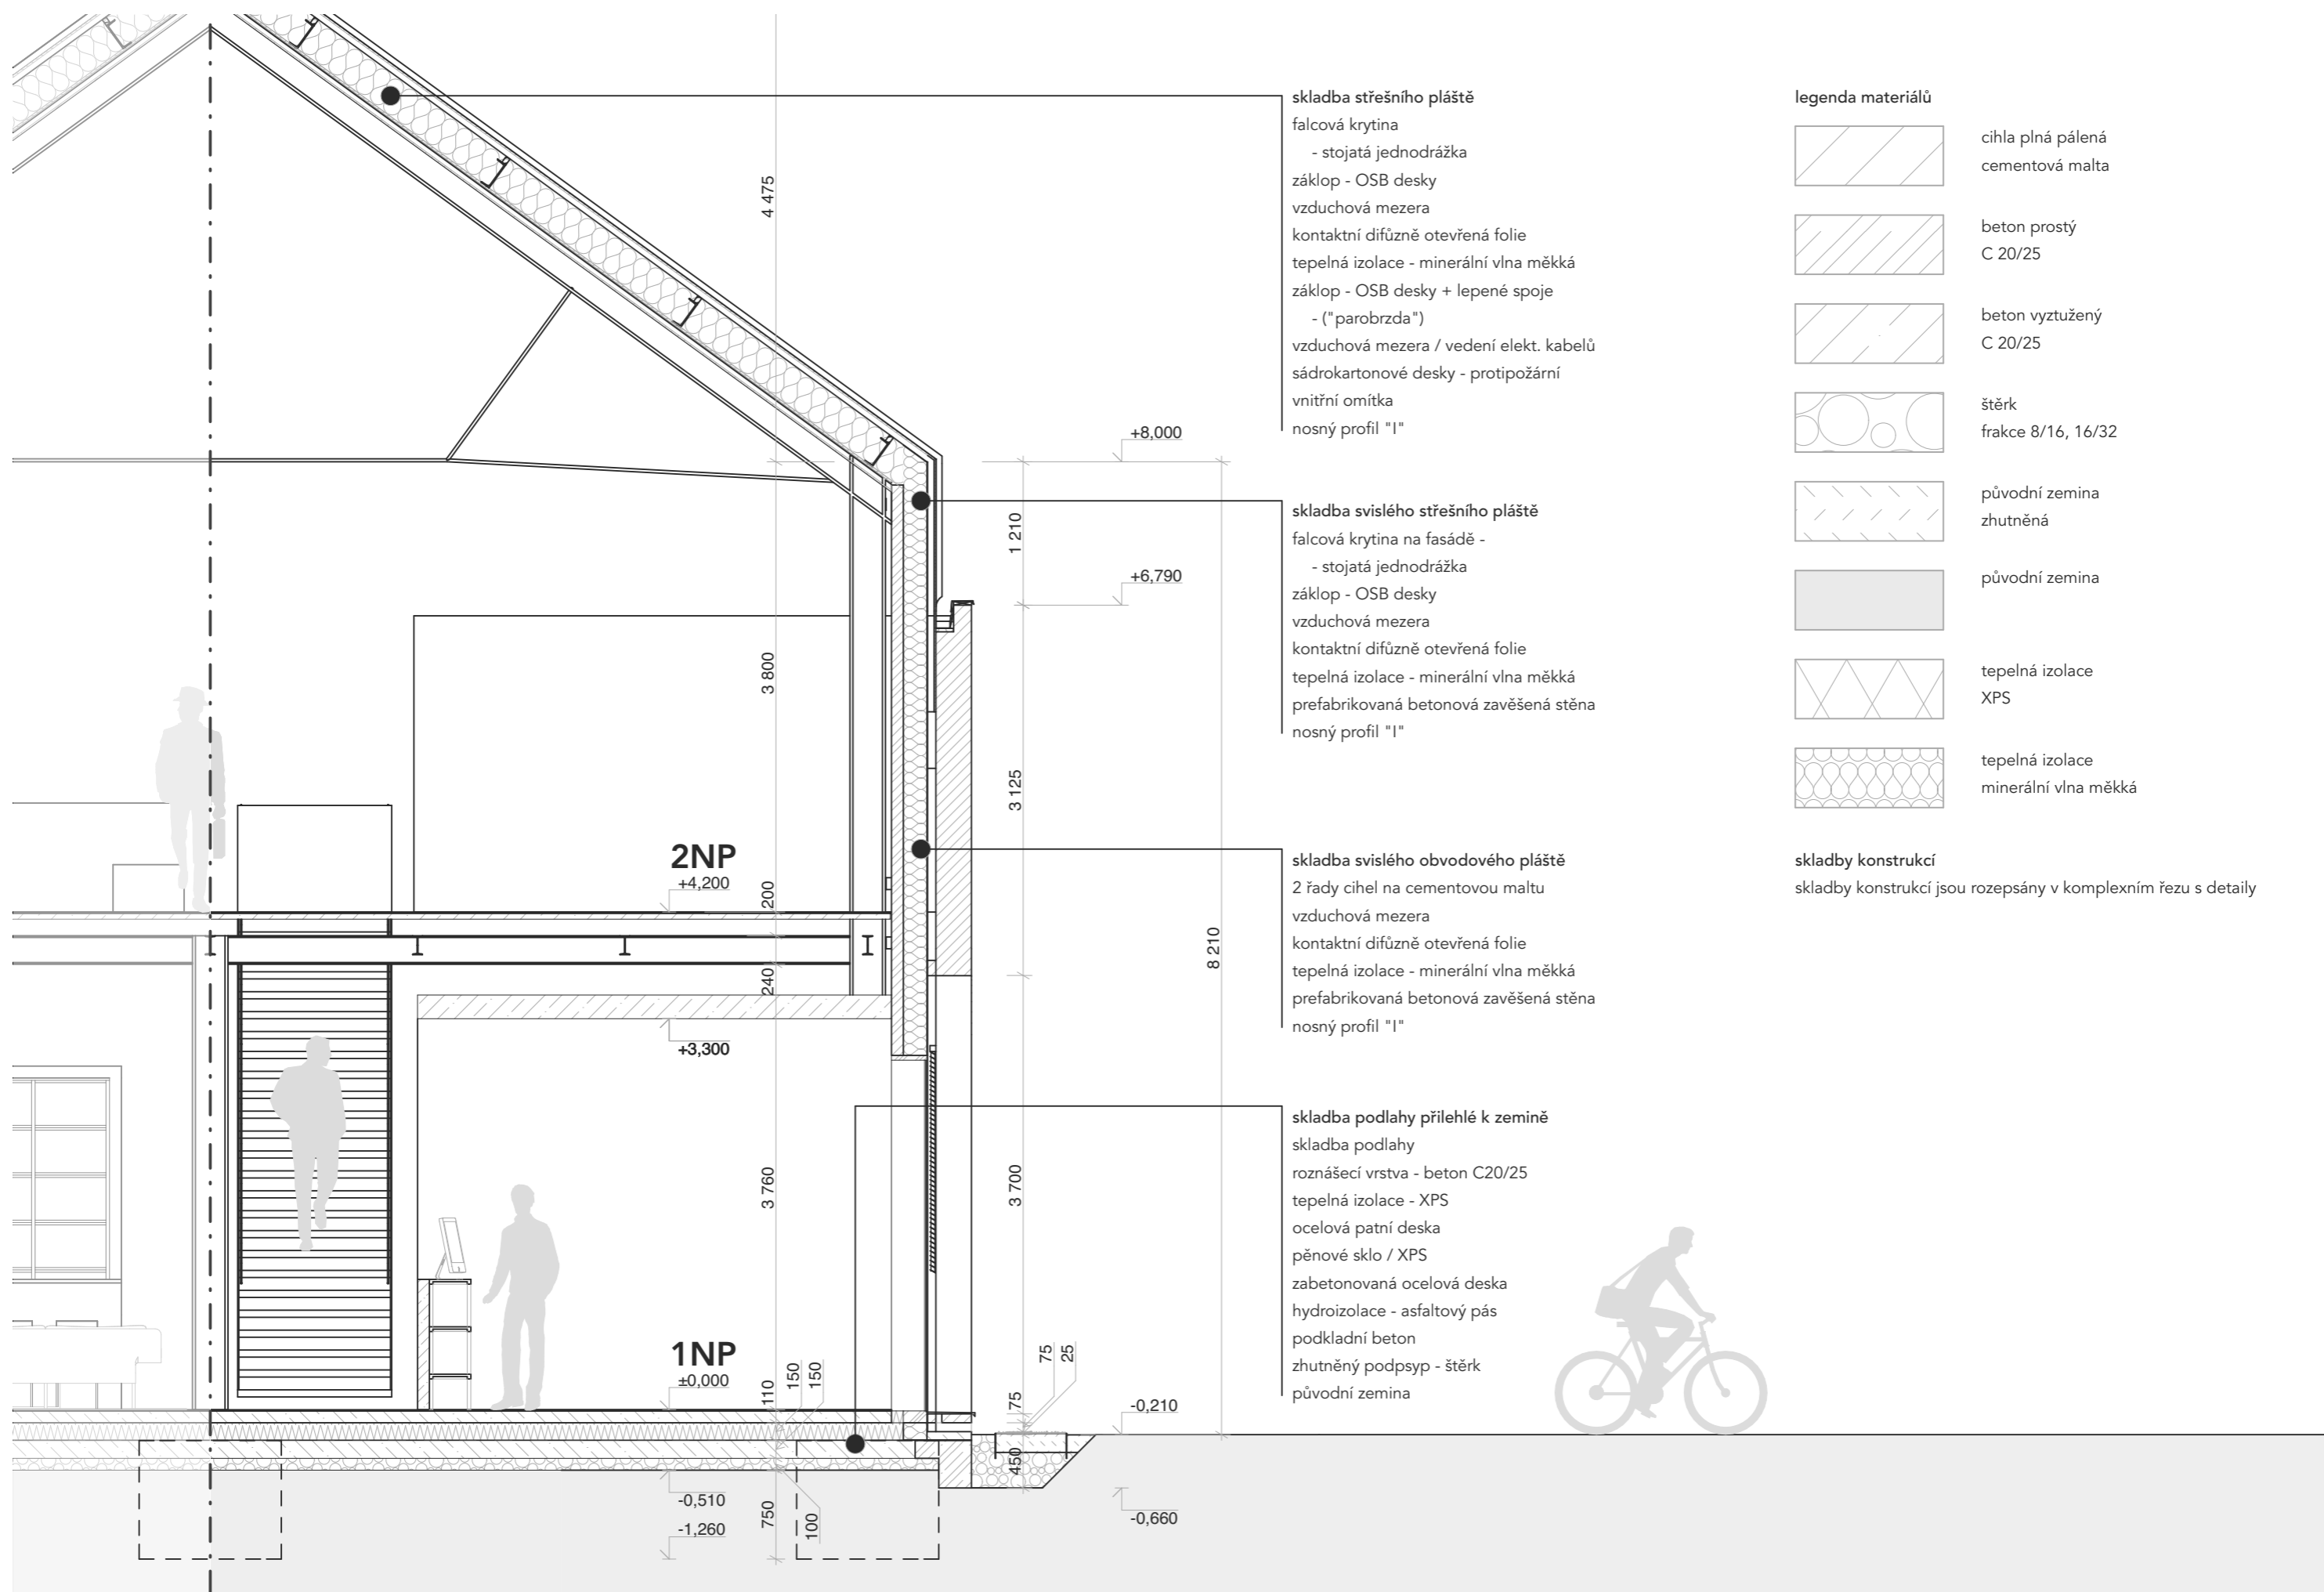 skladba střešního pláště
falcová krytina
- stojatá jednodrážka
záklop - OSB desky
vzduchová mezera
kontaktní difůzně otevřená folie
tepelná izolace - minerální vlna měkká
záklop - OSB desky + lepené spoje
- ("parobrzda")
vzduchová mezera / vedení elekt. kabelů
sádrokartonové desky - protipožární
vnitřní omítka
nosný profil "I"
skladba svislého střešního pláště
falcová krytina na fasádě -
- stojatá jednodrážka
záklop - OSB desky
vzduchová mezera
kontaktní difůzně otevřená folie
tepelná izolace - minerální vlna měkká
prefabrikovaná betonová zavěšená stěna
nosný profil "I"
skladba svislého obvodového pláště
2 řady cihel na cementovou maltu
vzduchová mezera
kontaktní difůzně otevřená folie
tepelná izolace - minerální vlna měkká
prefabrikovaná betonová zavěšená stěna
nosný profil "I"
skladba podlahy přilehlé k zemině
skladba podlahy
roznášecí vrstva - beton C20/25
tepelná izolace - XPS
ocelová patní deska
pěnové sklo / XPS
zabetonovaná ocelová deska
hydroizolace - asfaltový pás
podkladní beton
zhutněný podpsyp - štěrk
původní zemina
legenda materiálů
cihla plná pálená
cementová malta
beton prostý
C 20/25
beton vyztužený
C 20/25
štěrk
frakce 8/16, 16/32
původní zemina
zhutněná
původní zemina
tepelná izolace
XPS
tepelná izolace
minerální vlna měkká
skladby konstrukcí
skladby konstrukcí jsou rozepsány v komplexním řezu s detaily
4 475
3 800
200
240
3 760
110
150
150
750
100
2NP
+4,200
+3,300
1NP
±0,000
-0,510
-1,260
+8,000
+6,790
1 210
3 125
3 700
8 210
75
25
75
450
-0,210
-0,660